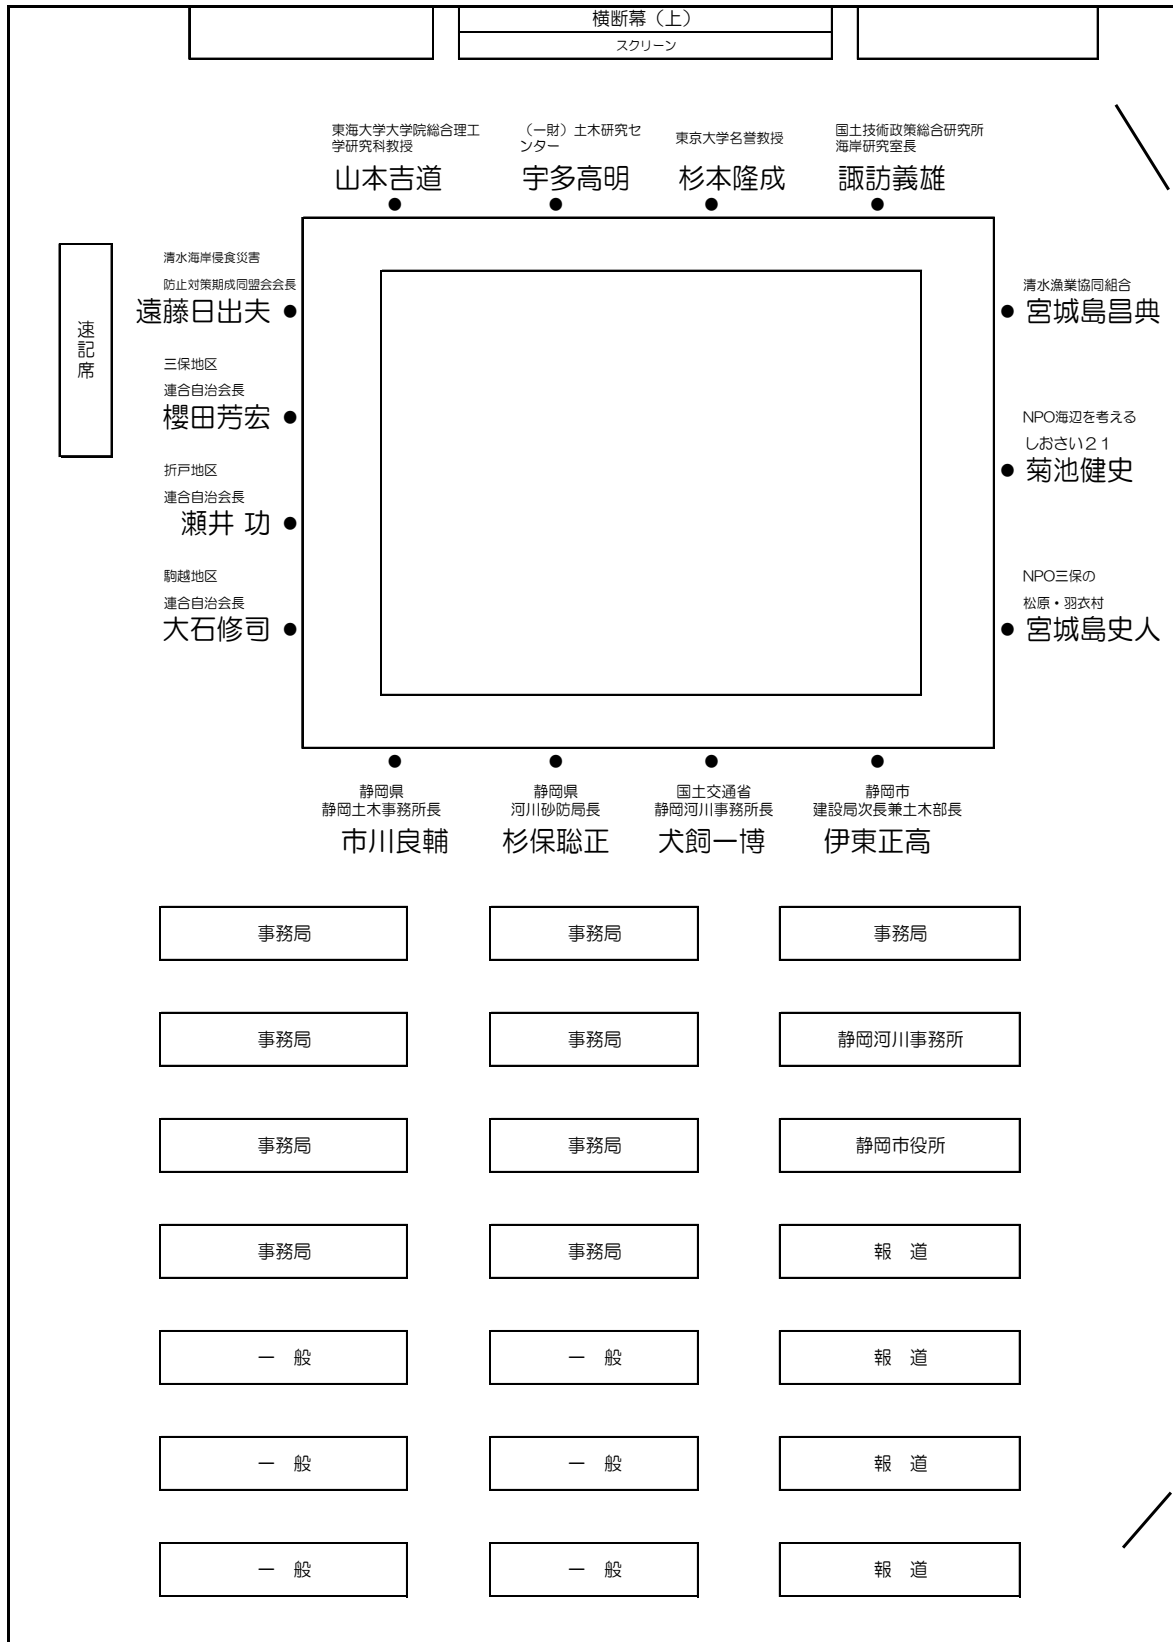 横断幕（上）
スクリーン
東海大学大学院総合理工
学研究科教授
山本吉道
（一財）土木研究セ
ンター
宇多高明
東京大学名誉教授
杉本隆成
国土技術政策総合研究所
海岸研究室長
諏訪義雄
速記席
清水海岸侵食災害
防止対策期成同盟会会長
遠藤日出夫
三保地区
連合自治会長
櫻田芳宏
折戸地区
連合自治会長
瀬井 功
駒越地区
連合自治会長
大石修司
清水漁業協同組合
宮城島昌典
NPO海辺を考える
しおさい２１
菊池健史
NPO三保の
松原・羽衣村
宮城島史人
静岡県
静岡土木事務所長
市川良輔
静岡県
河川砂防局長
杉保聡正
国土交通省
静岡河川事務所長
犬飼一博
静岡市
建設局次長兼土木部長
伊東正高
事務局
事務局
事務局
事務局
事務局
静岡河川事務所
事務局
事務局
静岡市役所
事務局
事務局
報　道
一　般
一　般
報　道
一　般
一　般
報　道
一　般
一　般
報　道